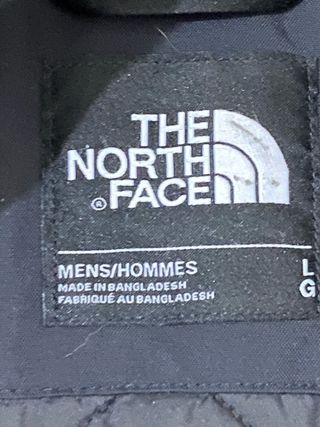 THE
NORTH
® FACE
MENS/HOMMES L
MADE IN BANGLADESH
FABRIQUÉ AU BANGLADESH G